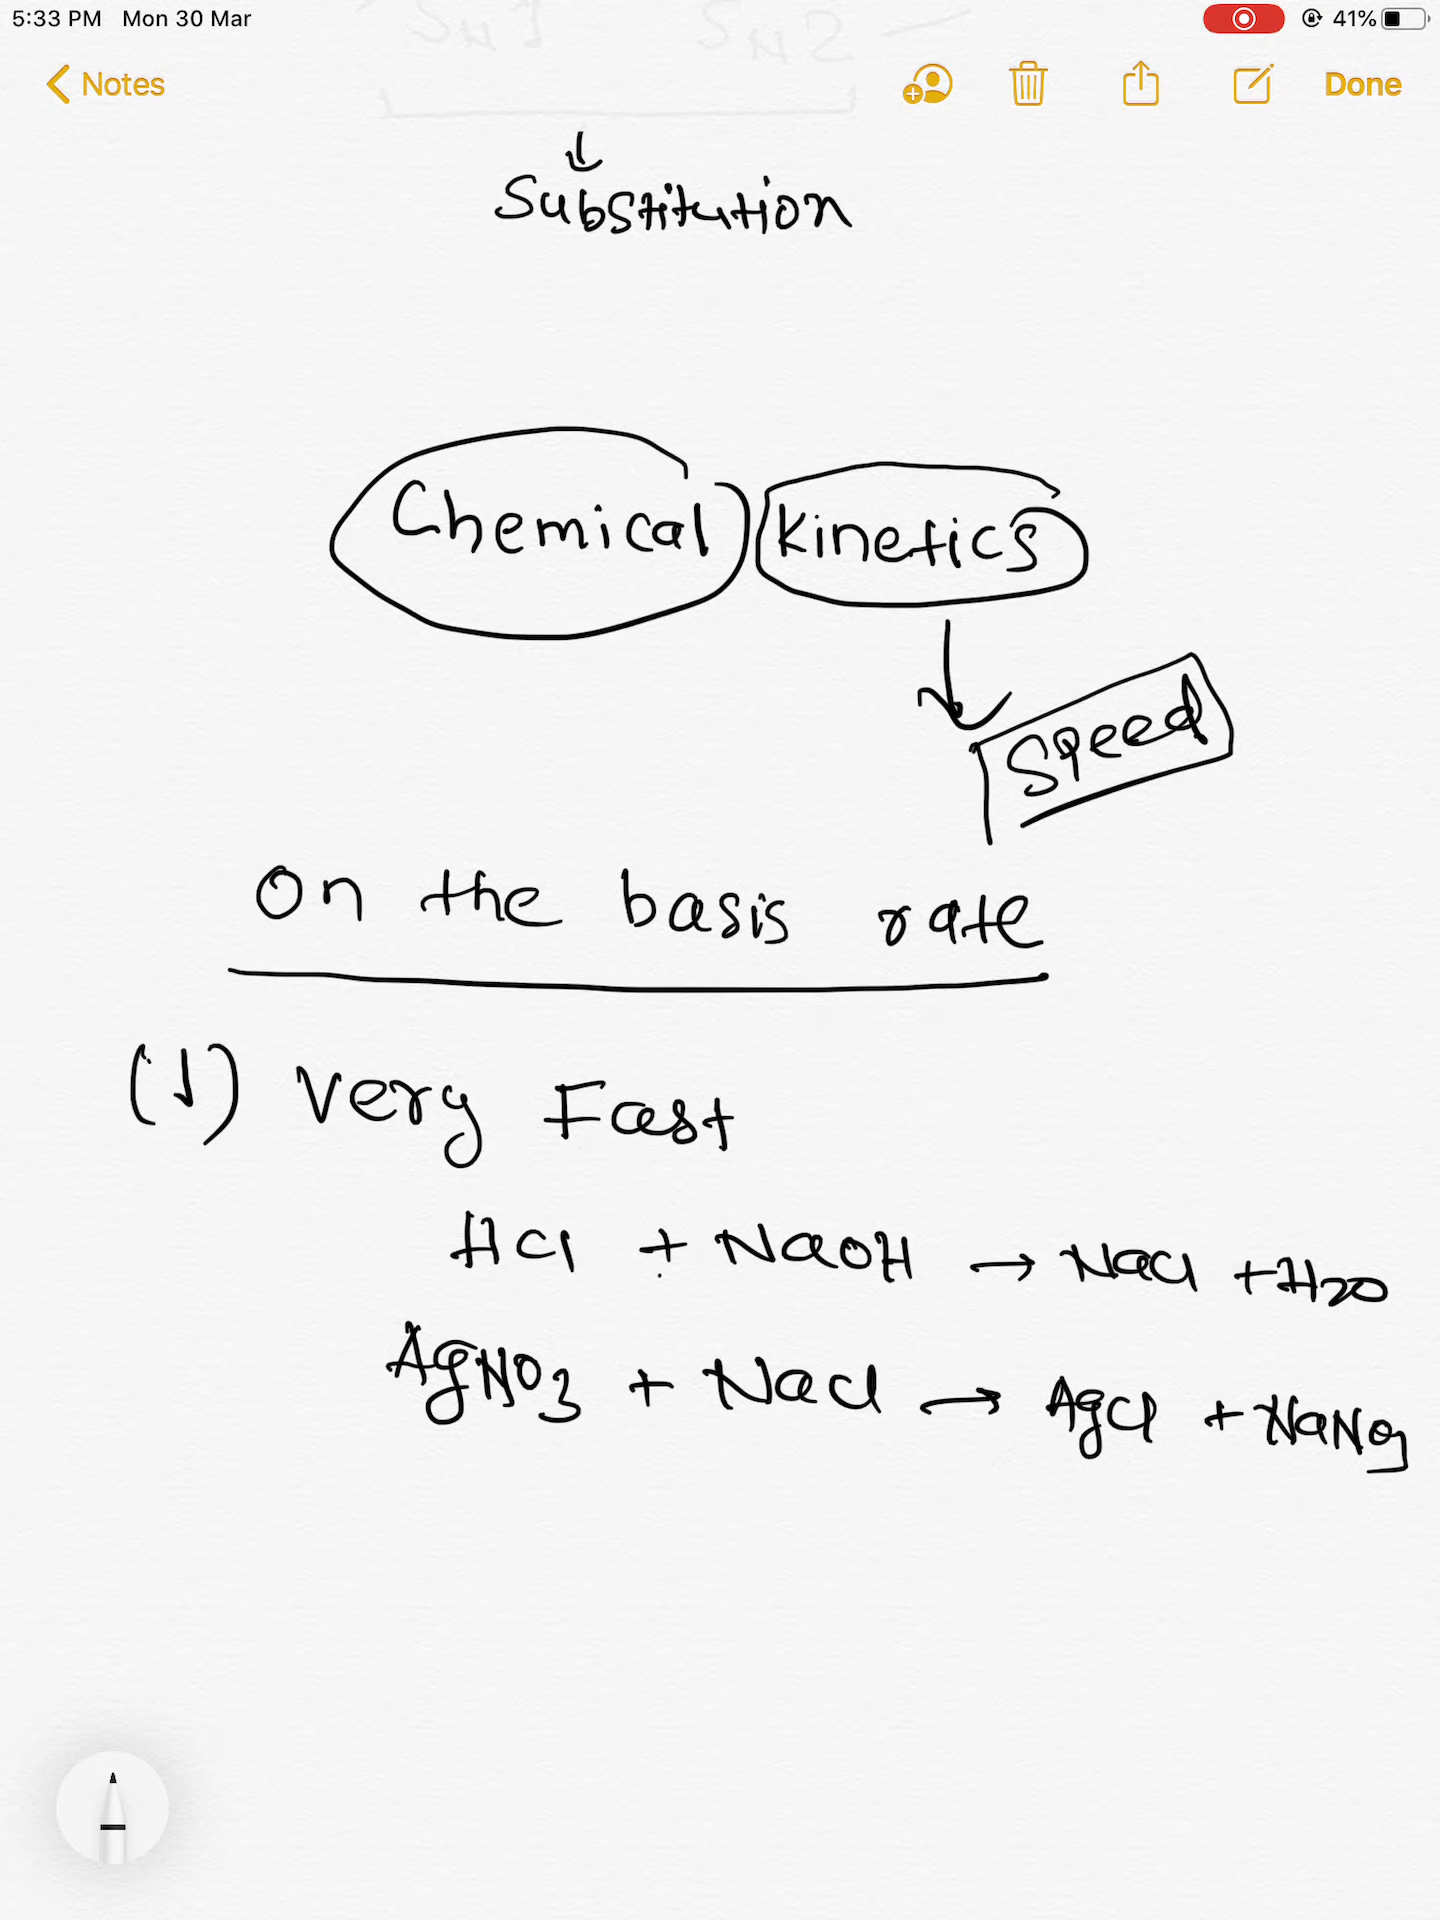 5:33 PM Mon 30 Mar 41%
Notes Done
Substitution
Chemical Kinetics
Speed
On the basis rate
(1) Very Fast
HCl + NaOH → NaCl + H2O
AgNO3 + NaCl → AgCl + NaNO3